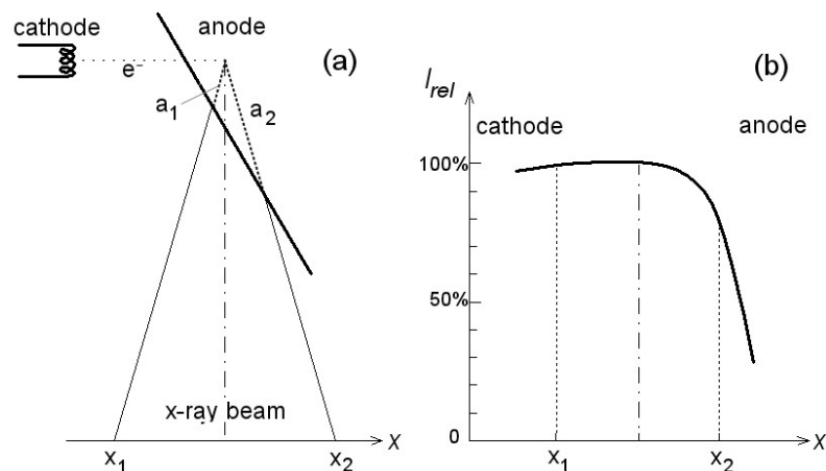 cathode
anode
(a)
e⁻
a₁
a₂
x-ray beam
x₁
x₂
X
(b)
I_rel
cathode
anode
100%
50%
0
x₁
x₂
X